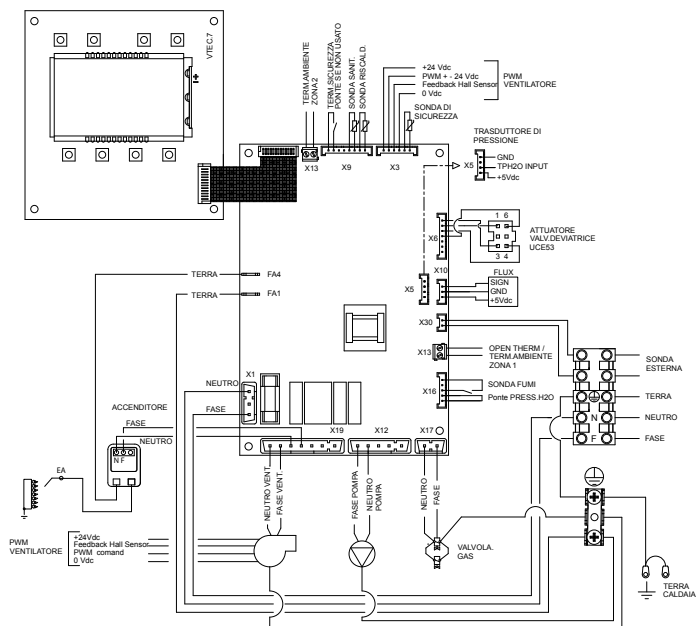 VTEC.7
TERM.AMBIENTE
ZONA 2
TERM.SICUREZZA
PONTE SE NON USATO
SONDA SANIT.
SONDA RISCALD.
+24 Vdc
PWM + - 24 Vdc
Feedback Hall Sensor
0 Vdc
PWM
VENTILATORE
SONDA DI
SICUREZZA
TRASDUTTORE DI
PRESSIONE
X5
GND
TPH2O INPUT
+5Vdc
X13
X9
X3
1 6
3 4
ATTUATORE
VALV.DEVIATRICE
UCE53
X6
X10
FLUX
SIGN
GND
+5Vdc
X5
TERRA
FA4
TERRA
FA1
X30
X13
OPEN THERM /
TERM.AMBIENTE
ZONA 1
SONDA
ESTERNA
TERRA
N
NEUTRO
F
FASE
X1
NEUTRO
FASE
X16
SONDA FUMI
Ponte PRESS.H2O
ACCENDITORE
FASE
NEUTRO
N F
EA
X19
X12
X17
NEUTRO VENT.
FASE VENT.
FASE POMPA
NEUTRO
POMPA
NEUTRO
FASE
PWM
VENTILATORE
+24Vdc
Feedback Hall Sensor
PWM comand
0 Vdc
VALVOLA.
GAS
TERRA
CALDAIA